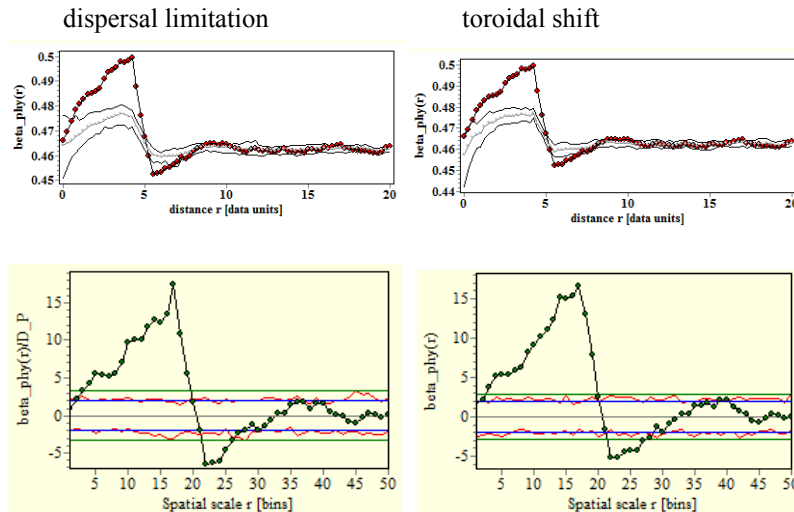 dispersal limitation
toroidal shift
beta_phy(r)
0.5
0.49
0.48
0.47
0.46
0.45
0 5 10 15 20
distance r [data units]
beta_phy(r)
0.5
0.49
0.48
0.47
0.46
0.45
0.44
0 5 10 15 20
distance r [data units]
beta_phy(r)/D_P
15
10
5
0
-5
5 10 15 20 25 30 35 40 45 50
Spatial scale r [bins]
beta_phy(r)
15
10
5
0
-5
5 10 15 20 25 30 35 40 45 50
Spatial scale r [bins]